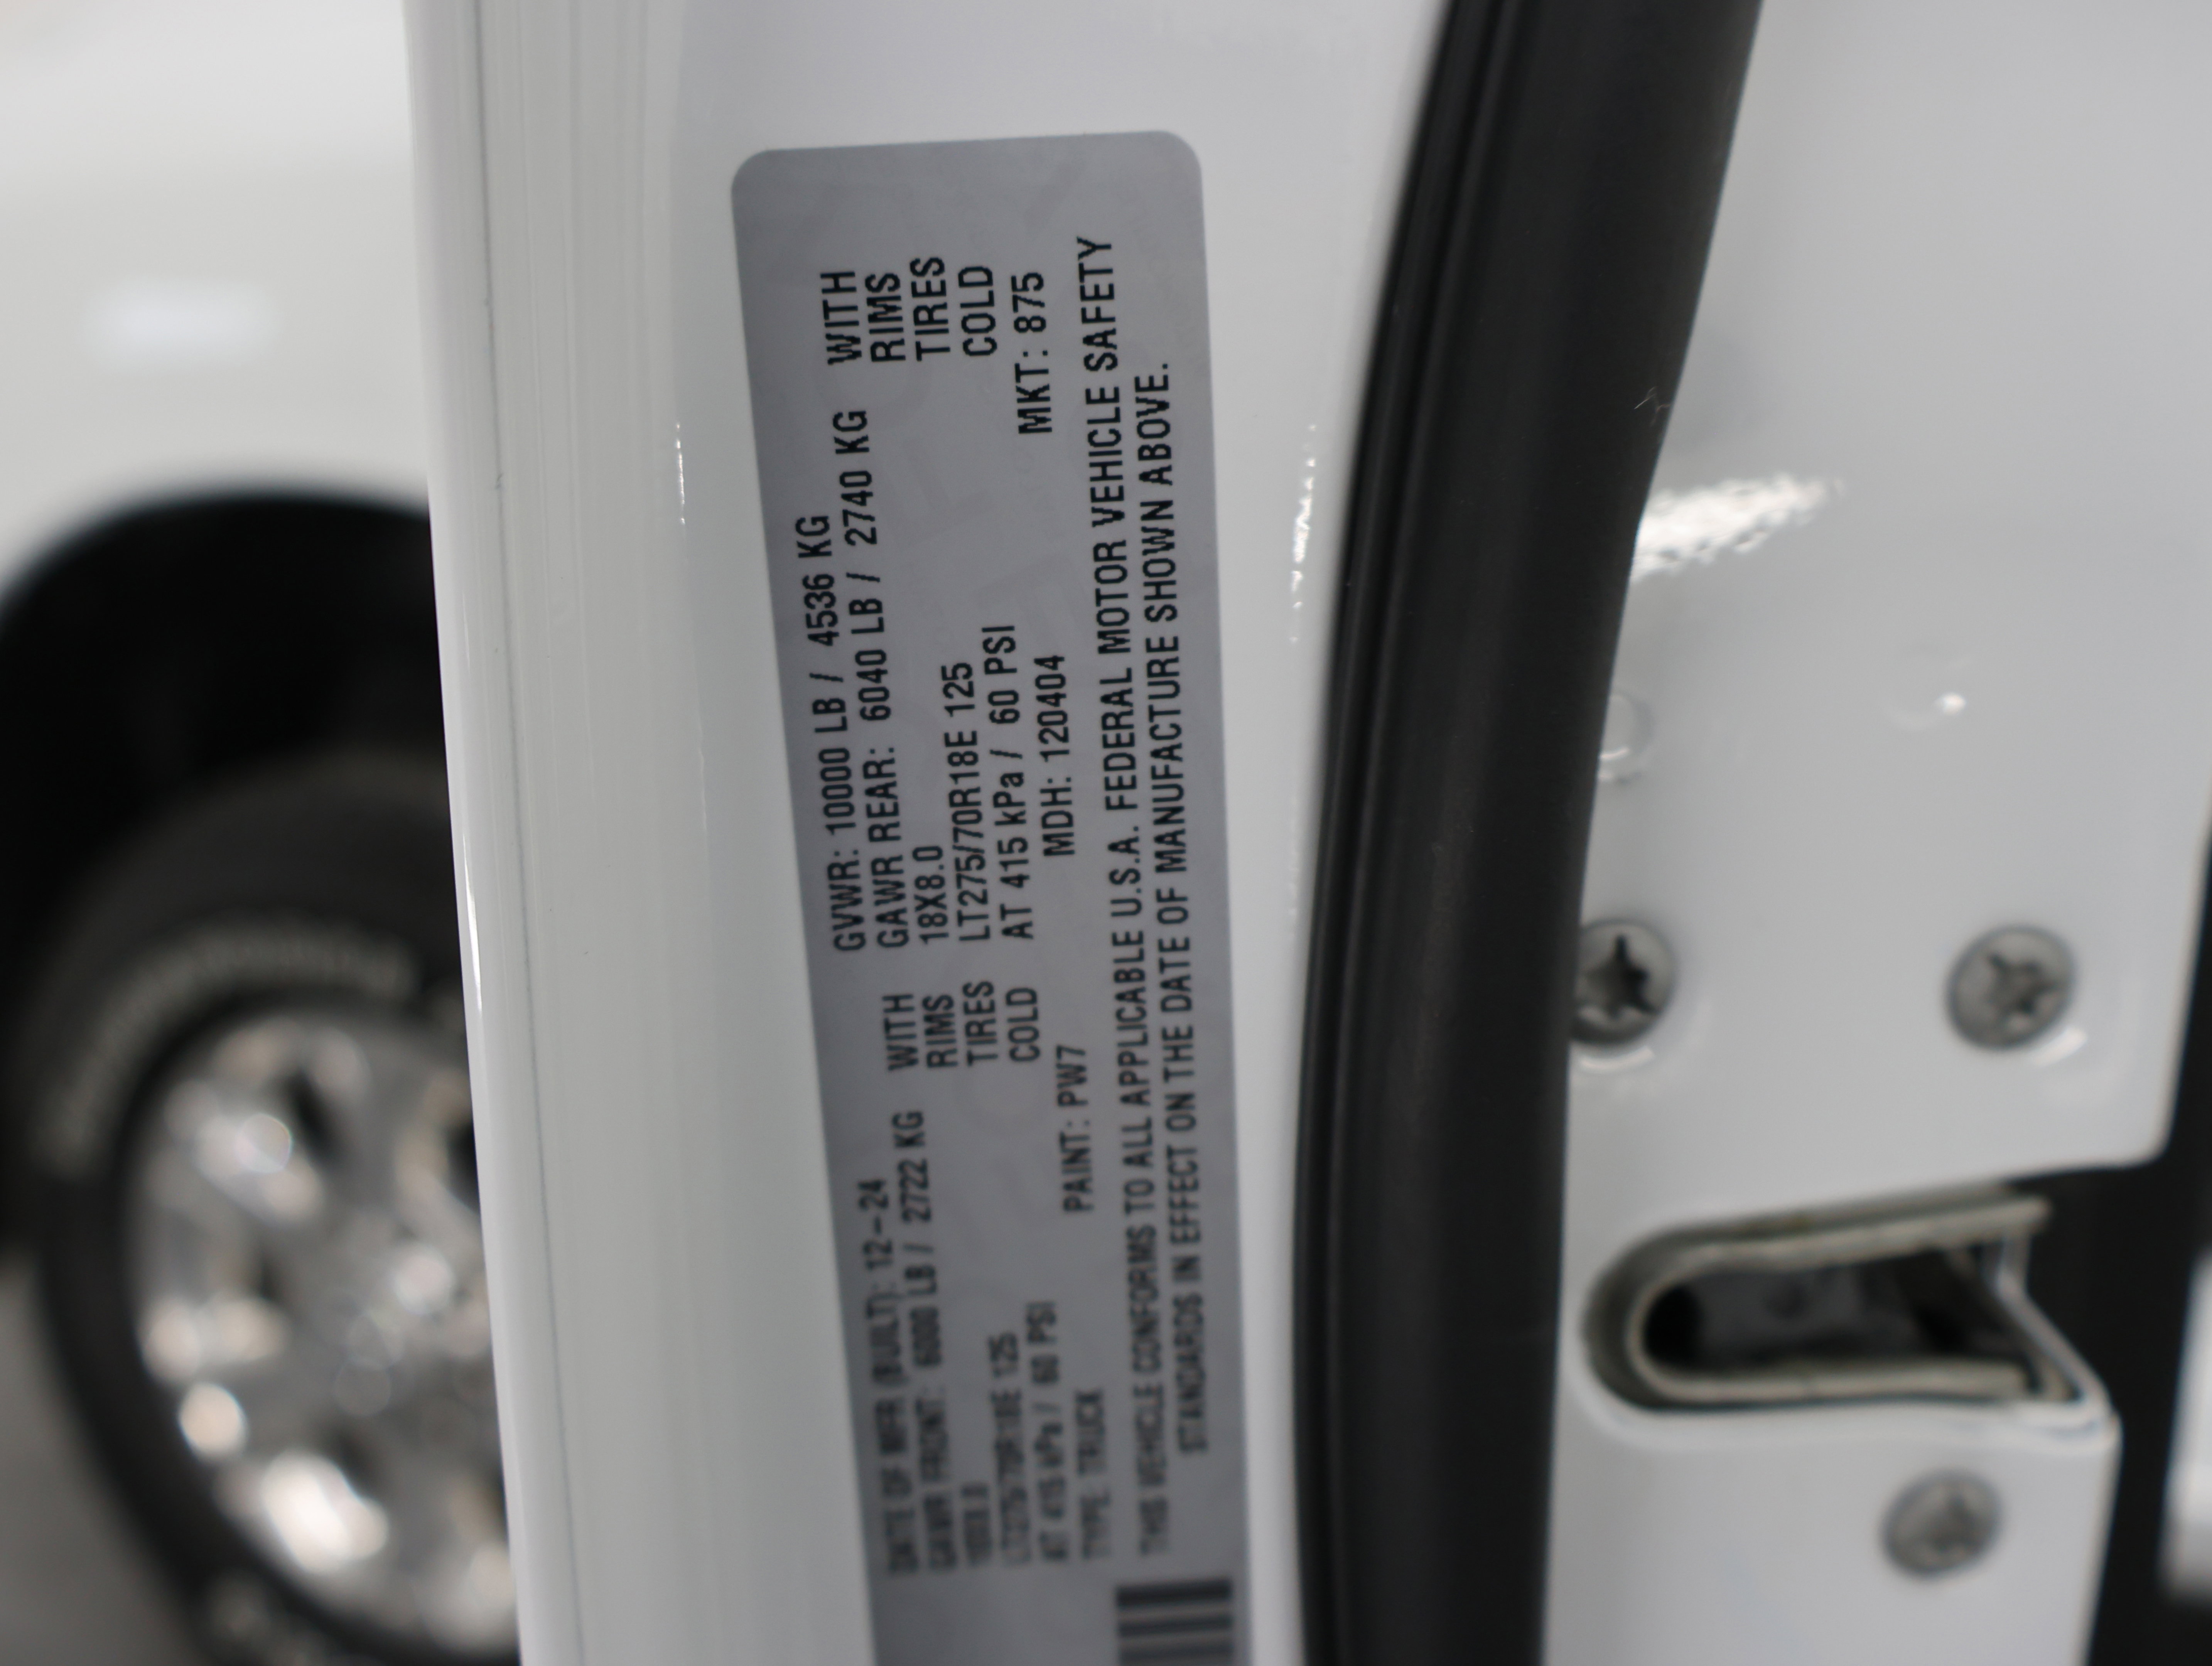 DATE OF MFR (BUILT): 12-24 GVWR: 10000 LB / 4536 KG
GAWR FRONT: 6000 LB / 2722 KG WITH GAWR REAR: 6040 LB / 2740 KG WITH
18X8.0 RIMS 18X8.0 RIMS
LT275/70R18E 125 TIRES LT275/70R18E 125 TIRES
AT 415 kPa / 60 PSI COLD AT 415 kPa / 60 PSI COLD
TYPE: TRUCK PAINT: PW7 MDH: 120404 MKT: 875
THIS VEHICLE CONFORMS TO ALL APPLICABLE U.S.A. FEDERAL MOTOR VEHICLE SAFETY
STANDARDS IN EFFECT ON THE DATE OF MANUFACTURE SHOWN ABOVE.